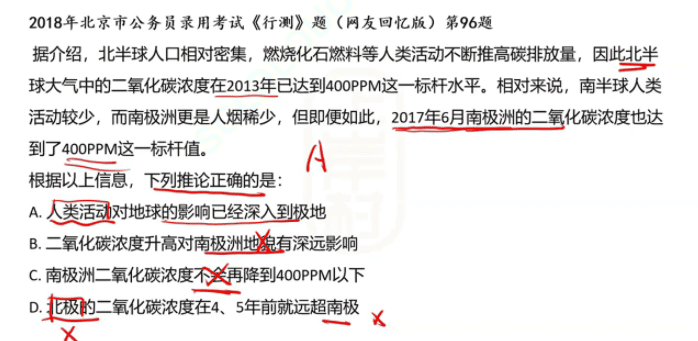 2018年北京市公务员录用考试《行测》题（网友回忆版）第96题
据介绍，北半球人口相对密集，燃烧化石燃料等人类活动不断推高碳排放量，因此北半
球大气中的二氧化碳浓度在2013年已达到400PPM这一标杆水平。相对来说，南半球人类
活动较少，而南极洲更是人烟稀少，但即便如此，2017年6月南极洲的二氧化碳浓度也达
到了400PPM这一标杆值。
A
根据以上信息，下列推论正确的是：
A. 人类活动对地球的影响已经深入到极地
B. 二氧化碳浓度升高对南极洲地貌有深远影响
C. 南极洲二氧化碳浓度不会再降到400PPM以下
D. 北极的二氧化碳浓度在4、5年前就远超南极